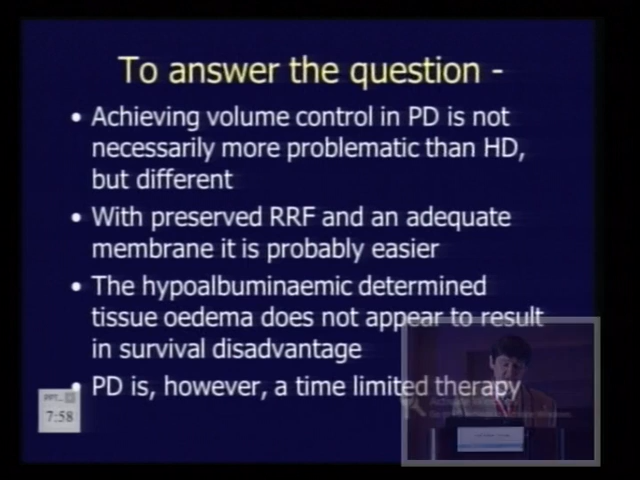 To answer the question -
• Achieving volume control in PD is not
necessarily more problematic than HD,
but different
• With preserved RRF and an adequate
membrane it is probably easier
• The hypoalbuminaemic determined
tissue oedema does not appear to result
in survival disadvantage
• PD is, however, a time limited therapy
7:58